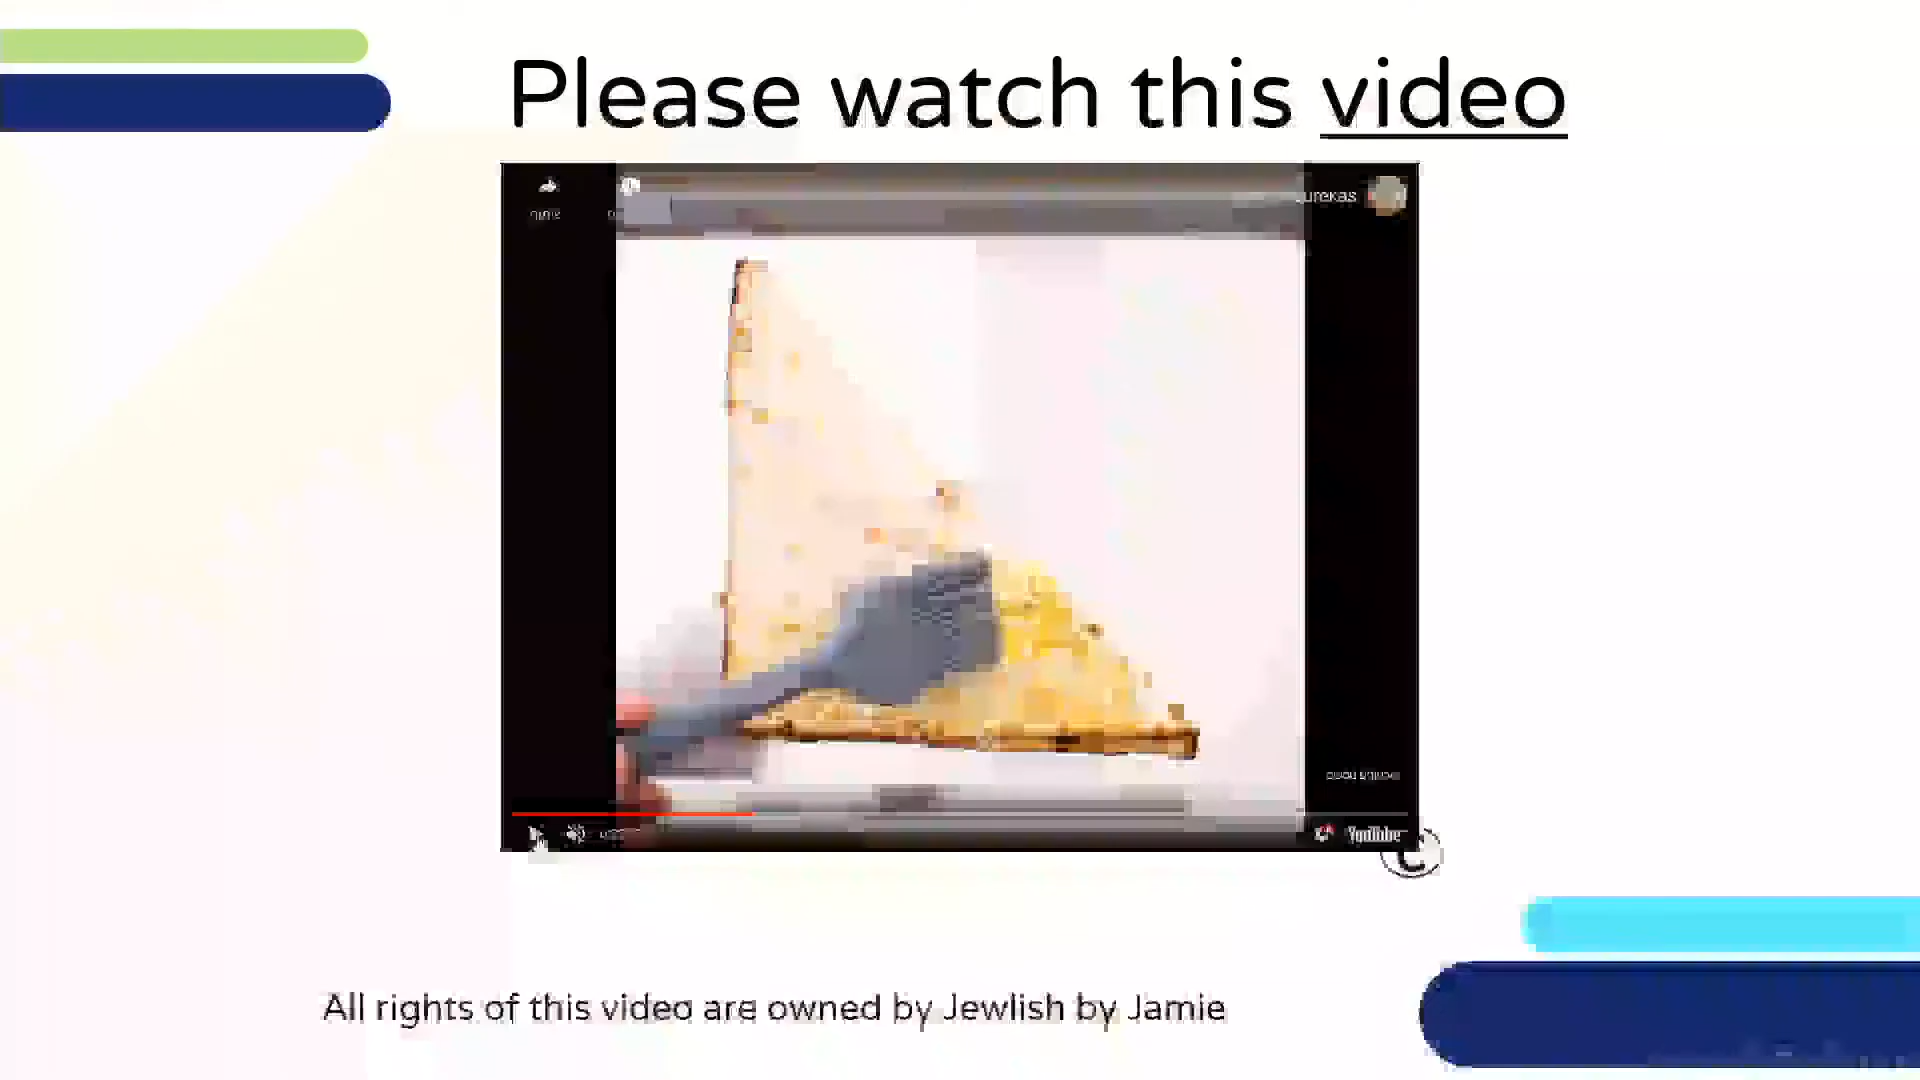 Please watch this video
urekas
YouTube
©
All rights of this video are owned by Jewlish by Jamie